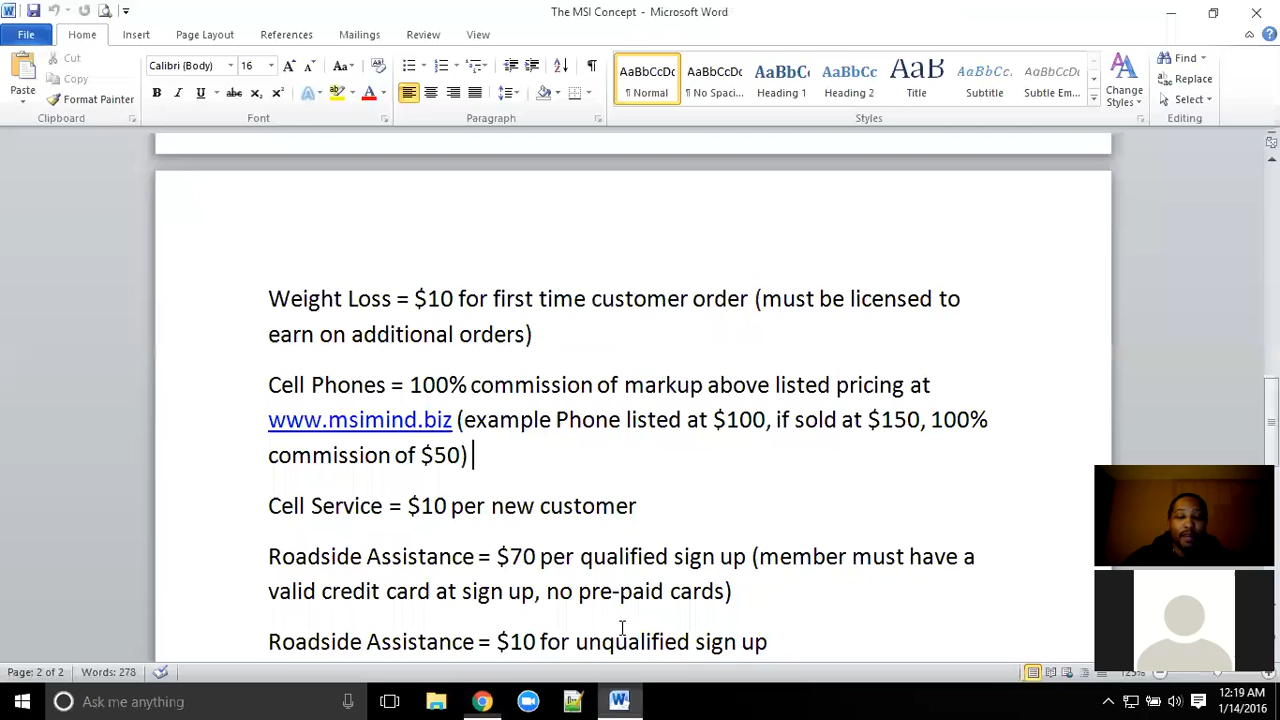 The MSI Concept - Microsoft Word
File Home Insert Page Layout References Mailings Review View
Paste Cut Copy Format Painter Clipboard
Calibri (Body) 16 Font
Paragraph
AaBbCcDc AaBbCcDc AaBbCc AaBbCc AaB AaBbCc. AaBbCcDc
¶ Normal ¶ No Spaci... Heading 1 Heading 2 Title Subtitle Subtle Em...
Styles
Change Styles
Find Replace Select Editing
Weight Loss = $10 for first time customer order (must be licensed to
earn on additional orders)
Cell Phones = 100% commission of markup above listed pricing at
www.msimind.biz (example Phone listed at $100, if sold at $150, 100%
commission of $50)
Cell Service = $10 per new customer
Roadside Assistance = $70 per qualified sign up (member must have a
valid credit card at sign up, no pre-paid cards)
Roadside Assistance = $10 for unqualified sign up
Page: 2 of 2 Words: 278 125%
Ask me anything
12:19 AM
1/14/2016